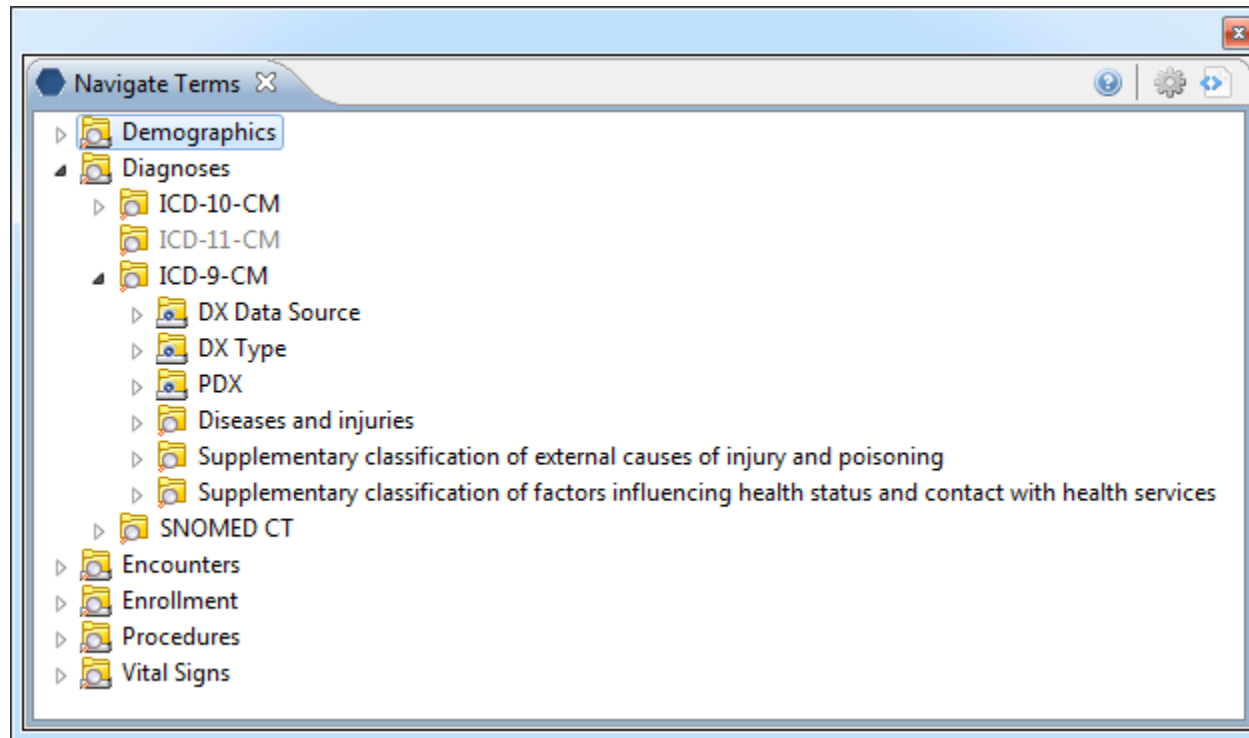 Navigate Terms
Demographics
Diagnoses
ICD-10-CM
ICD-11-CM
ICD-9-CM
DX Data Source
DX Type
PDX
Diseases and injuries
Supplementary classification of external causes of injury and poisoning
Supplementary classification of factors influencing health status and contact with health services
SNOMED CT
Encounters
Enrollment
Procedures
Vital Signs